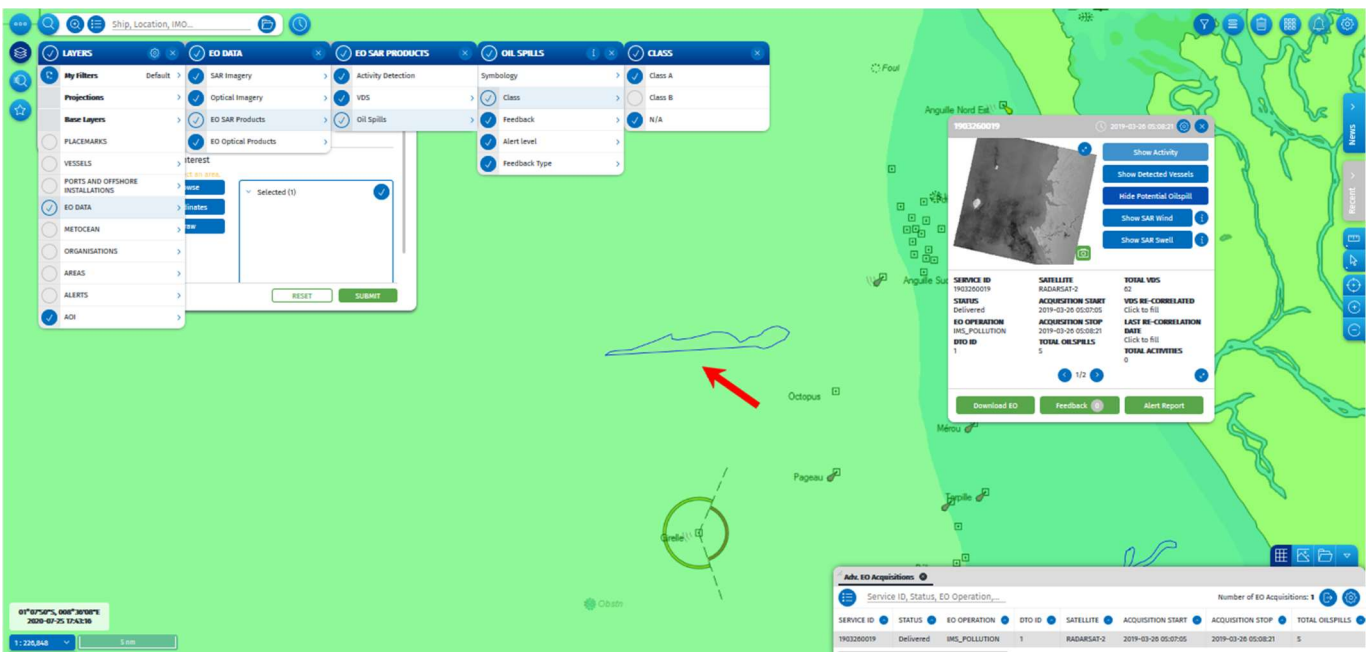 Ship, Location, IMO...
LAYERS
My Filters Default
Projections
Base Layers
PLACEMARKS
VESSELS
PORTS AND OFFSHORE
INSTALLATIONS
EO DATA
METOCEAN
ORGANISATIONS
AREAS
ALERTS
AOI
EO DATA
SAR Imagery
Optical Imagery
EO SAR Products
EO Optical Products
EO SAR PRODUCTS
Activity Detection
VDS
Oil Spills
OIL SPILLS
Symbology
Class
Feedback
Alert level
Feedback Type
CLASS
Class A
Class B
N/A
Selected (1)
RESET SUBMIT
Foul
Anguille Nord Est
Anguille Sud
Octopus
Mérou
Pageau
Torpille
Girelle
News
Recent
1903260019 2019-03-26 05:08:21
Show Activity
Show Detected Vessels
Hide Potential Oilspill
Show SAR Wind
Show SAR Swell
SERVICE ID SATELLITE TOTAL VDS
1903260019 RADARSAT-2 62
STATUS ACQUISITION START VDS RE-CORRELATED
Delivered 2019-03-26 05:07:05 Click to fill
EO OPERATION ACQUISITION STOP LAST RE-CORRELATION
IMS_POLLUTION 2019-03-26 05:08:21 DATE
DTO ID TOTAL OILSPILLS Click to fill
1 5 TOTAL ACTIVITIES
0
1/2
Download EO Feedback 0 Alert Report
Adv. EO Acquisitions
Service ID, Status, EO Operation,... Number of EO Acquisitions: 1
SERVICE ID STATUS EO OPERATION DTO ID SATELLITE ACQUISITION START ACQUISITION STOP TOTAL OILSPILLS
1903260019 Delivered IMS_POLLUTION 1 RADARSAT-2 2019-03-26 05:07:05 2019-03-26 05:08:21 5
01°07'50"S, 008°36'08"E
2020-07-25 17:43:16
1 : 226,848 5 nm